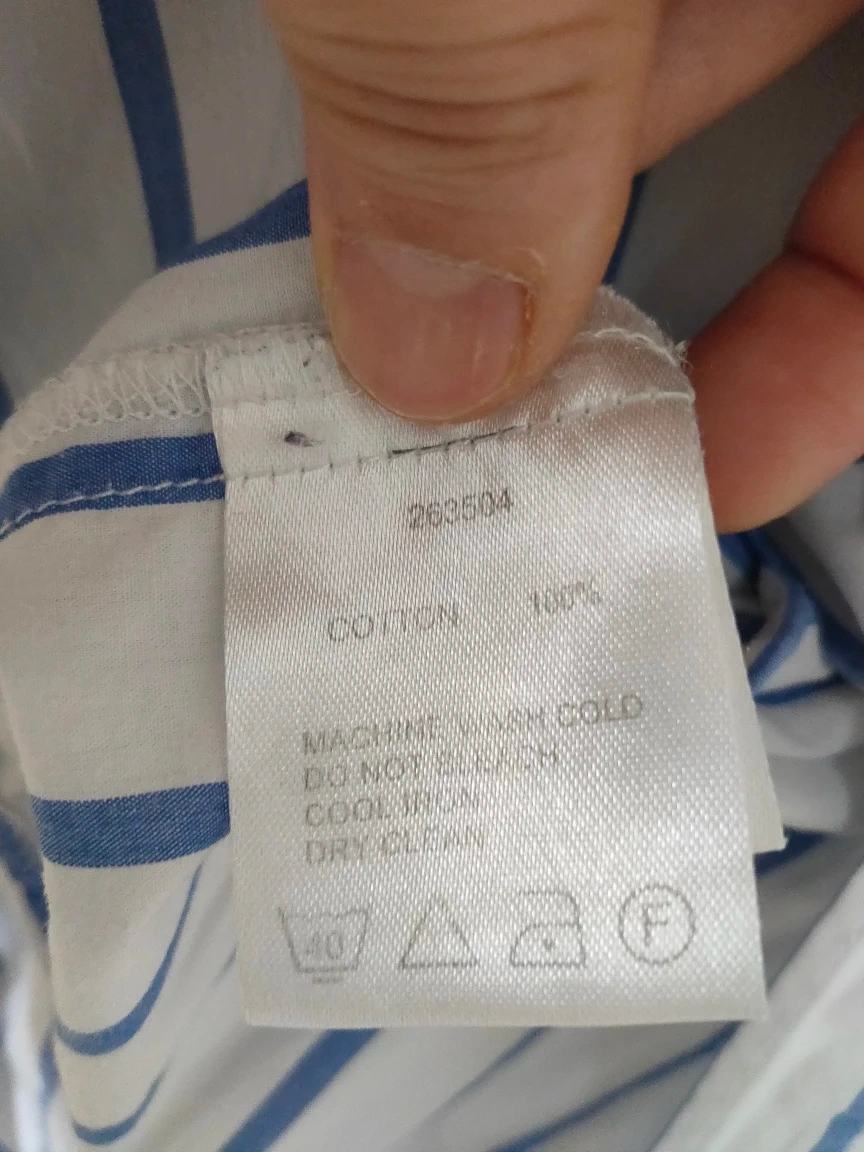 263504
COTTON 100%
MACHINE WASH COLD
DO NOT BLEACH
COOL IRON
DRY CLEAN
40 F